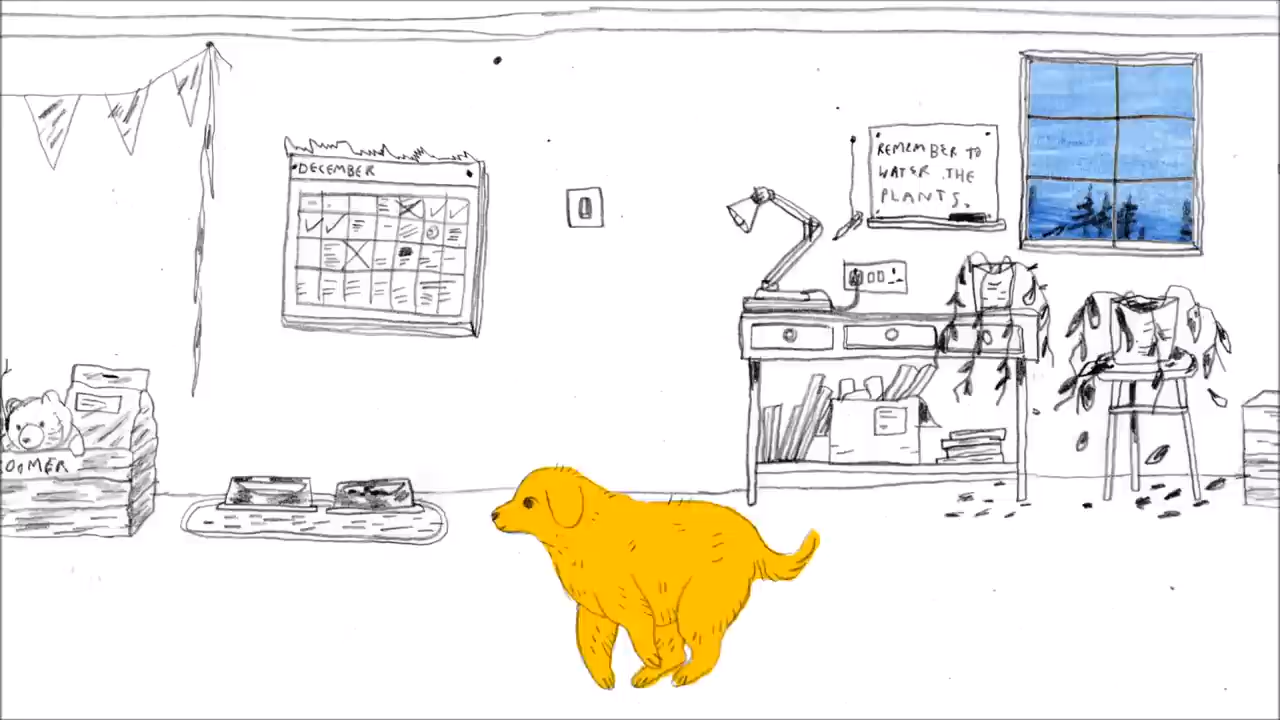 DECEMBER
REMEMBER TO
WATER THE
PLANTS.
OOMER